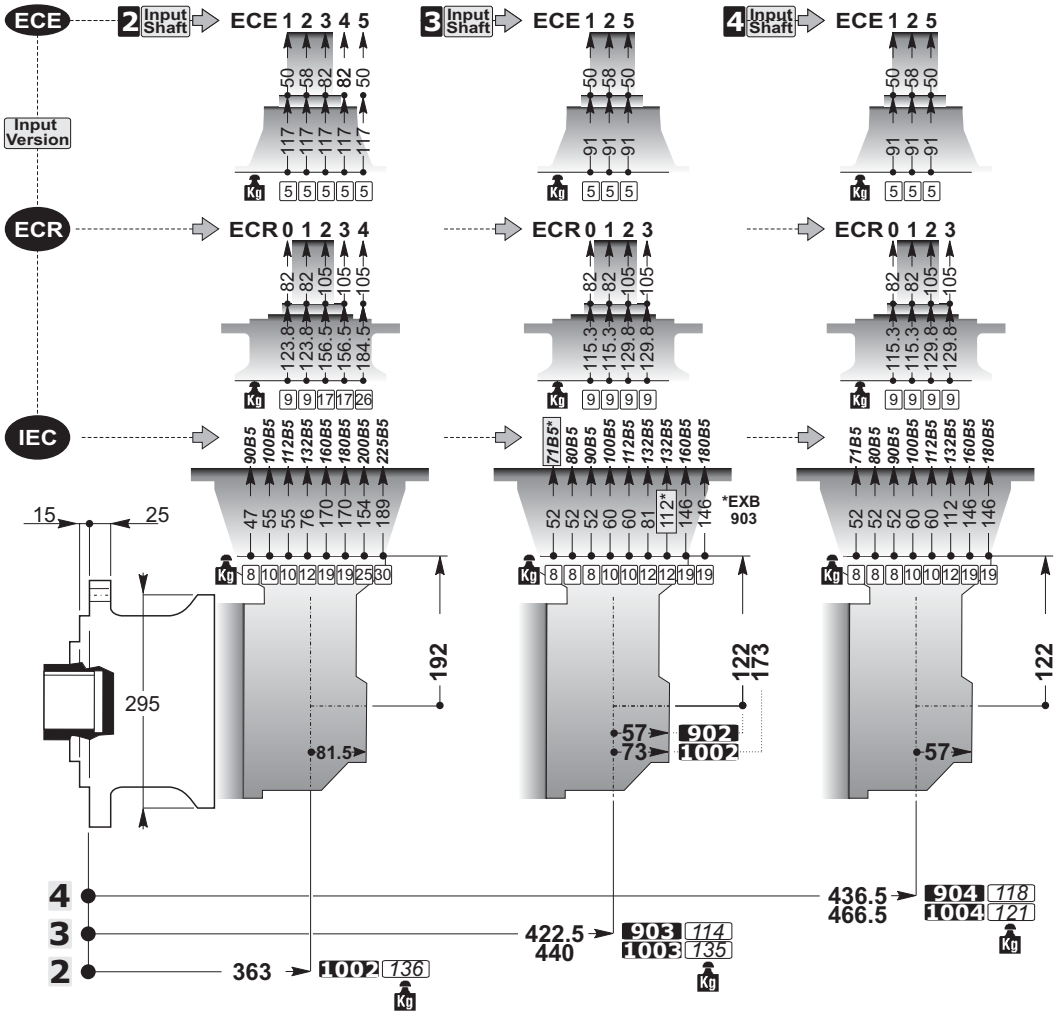 ECE
2 Input Shaft
ECE 1 2 3 4 5
3 Input Shaft
ECE 1 2 5
4 Input Shaft
ECE 1 2 5
50 58 82 82 50
50 58 50
50 58 50
Input Version
117 117 117 117 117
91 91 91
91 91 91
Kg 5 5 5 5 5
Kg 5 5 5
Kg 5 5 5
ECR
ECR 0 1 2 3 4
ECR 0 1 2 3
ECR 0 1 2 3
82 82 105 105 105
82 82 105 105
82 82 105 105
123.8 123.8 156.5 156.5 184.5
115.3 115.3 129.8 129.8
115.3 115.3 129.8 129.8
Kg 9 9 17 17 26
Kg 9 9 9 9
Kg 9 9 9 9
IEC
90B5 100B5 112B5 132B5 160B5 180B5 200B5 225B5
71B5* 80B5 90B5 100B5 112B5 132B5 132B5 160B5 180B5
71B5 80B5 90B5 100B5 112B5 132B5 160B5 180B5
47 55 55 76 170 170 154 189
52 52 52 60 60 81 112* 146 146
52 52 52 60 60 112 146 146
*EXB
903
15
25
Kg 8 10 10 12 19 19 25 30
Kg 8 8 8 10 10 12 12 19 19
Kg 8 8 8 10 10 12 19 19
192
122
173
122
295
81.5
57 902
73 1002
57
4
436.5
466.5
904 118
1004 121
Kg
3
422.5
440
903 114
1003 135
Kg
2
363
1002 136
Kg